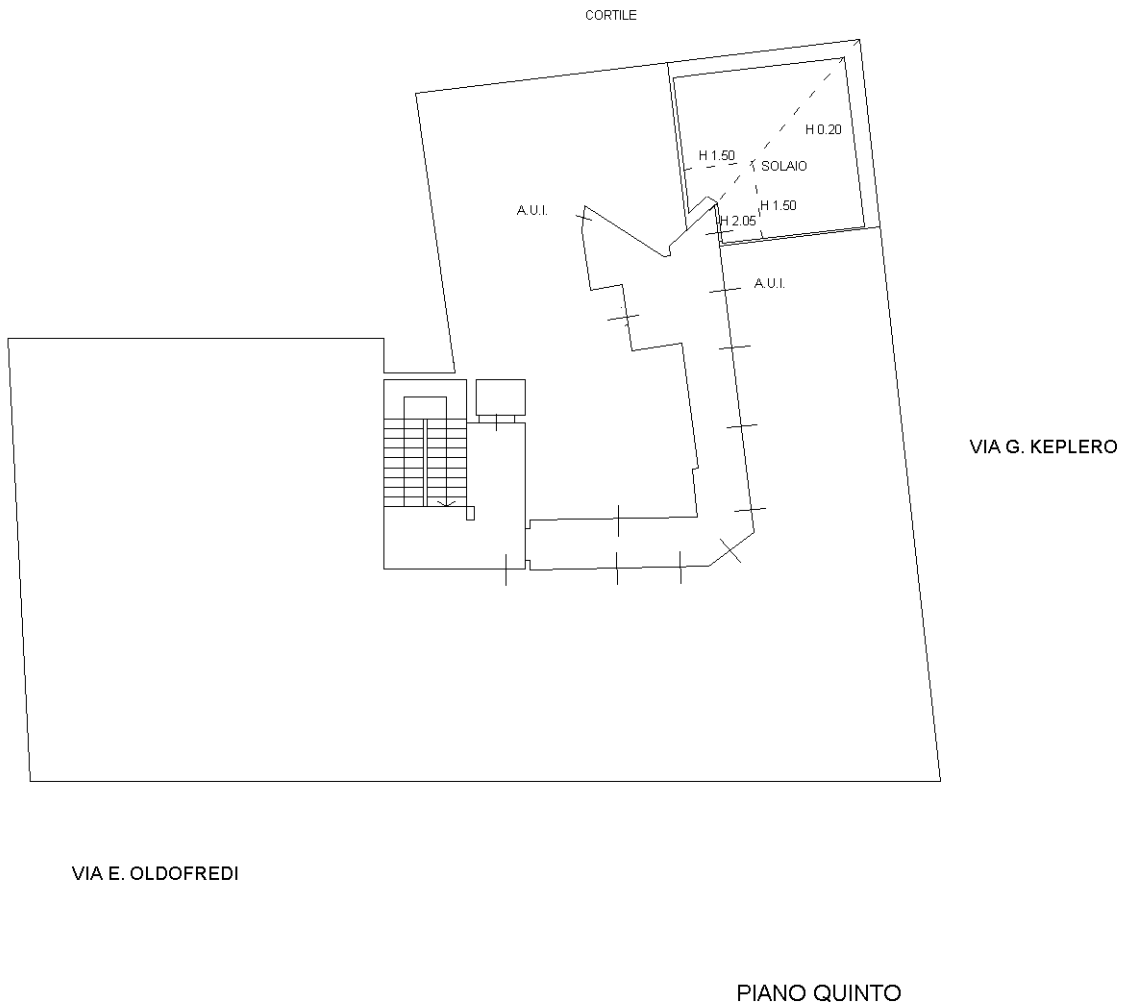 CORTILE
H 0.20
H 1.50
SOLAIO
H 1.50
A.U.I.
H 2.05
A.U.I.
VIA G. KEPLERO
VIA E. OLDOFREDI
PIANO QUINTO